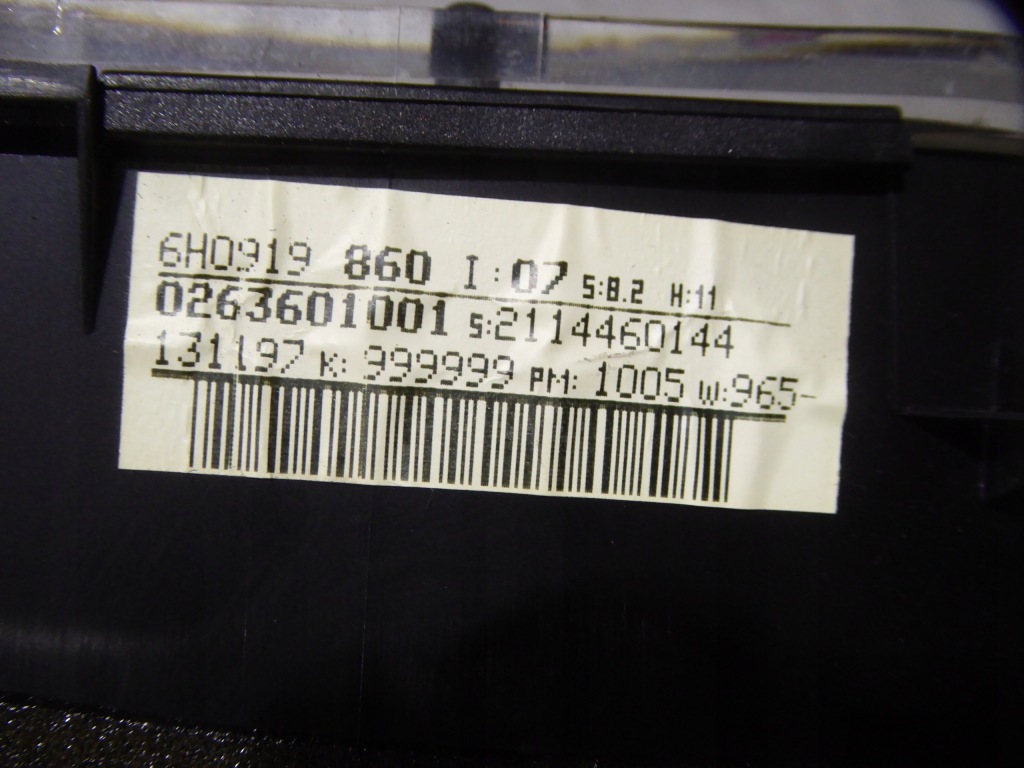 6H0919 860 I:07 S:8.2 H:11
0263601001 S:2114460144
131197 K: 999999 PM: 1005 W:965-